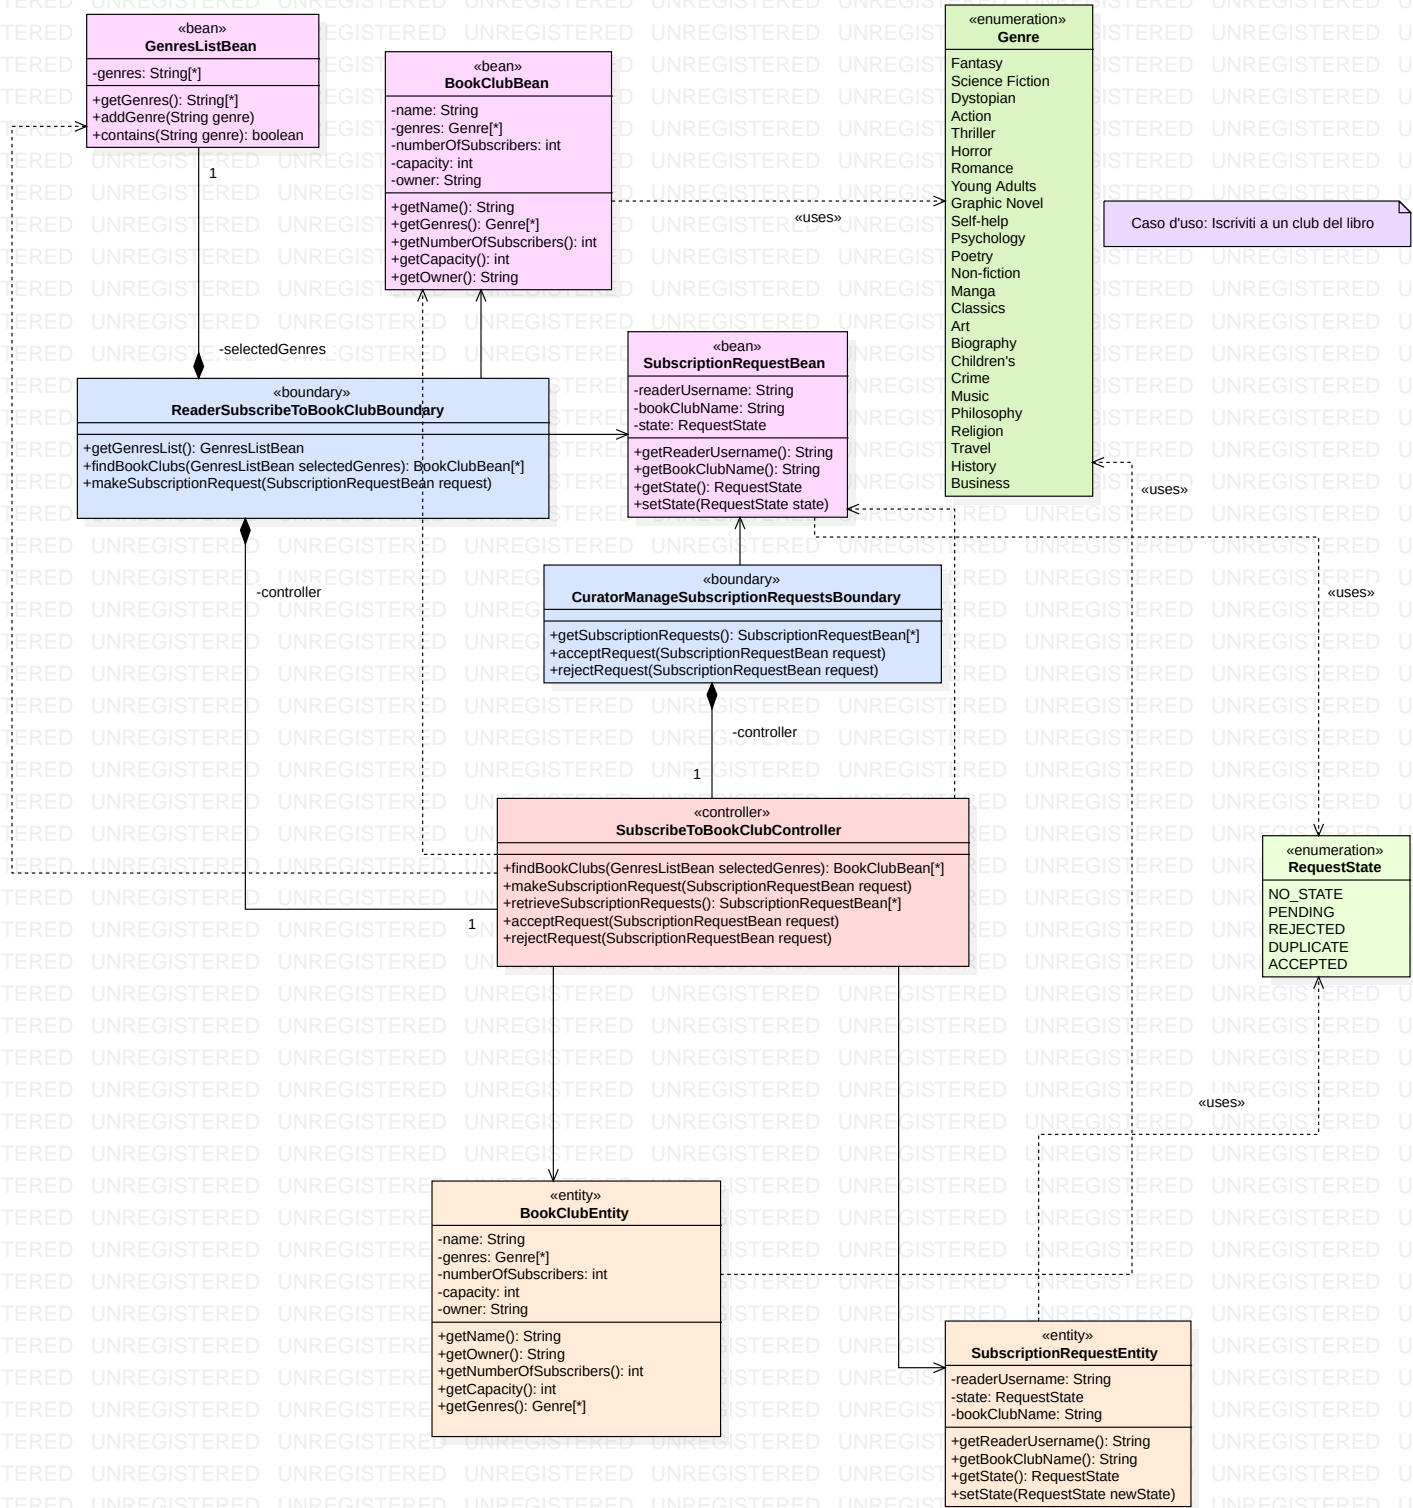 «bean»
GenresListBean
-genres: String[*]
+getGenres(): String[*]
+addGenre(String genre)
+contains(String genre): boolean
1
-selectedGenres
«bean»
BookClubBean
-name: String
-genres: Genre[*]
-numberOfSubscribers: int
-capacity: int
-owner: String
+getName(): String
+getGenres(): Genre[*]
+getNumberOfSubscribers(): int
+getCapacity(): int
+getOwner(): String
«uses»
«enumeration»
Genre
Fantasy
Science Fiction
Dystopian
Action
Thriller
Horror
Romance
Young Adults
Graphic Novel
Self-help
Psychology
Poetry
Non-fiction
Manga
Classics
Art
Biography
Children's
Crime
Music
Philosophy
Religion
Travel
History
Business
Caso d'uso: Iscriviti a un club del libro
«bean»
SubscriptionRequestBean
-readerUsername: String
-bookClubName: String
-state: RequestState
+getReaderUsername(): String
+getBookClubName(): String
+getState(): RequestState
+setState(RequestState state)
«boundary»
ReaderSubscribeToBookClubBoundary
+getGenresList(): GenresListBean
+findBookClubs(GenresListBean selectedGenres): BookClubBean[*]
+makeSubscriptionRequest(SubscriptionRequestBean request)
-controller
«uses»
«uses»
«boundary»
CuratorManageSubscriptionRequestsBoundary
+getSubscriptionRequests(): SubscriptionRequestBean[*]
+acceptRequest(SubscriptionRequestBean request)
+rejectRequest(SubscriptionRequestBean request)
-controller
1
«controller»
SubscribeToBookClubController
+findBookClubs(GenresListBean selectedGenres): BookClubBean[*]
+makeSubscriptionRequest(SubscriptionRequestBean request)
+retrieveSubscriptionRequests(): SubscriptionRequestBean[*]
+acceptRequest(SubscriptionRequestBean request)
+rejectRequest(SubscriptionRequestBean request)
1
«enumeration»
RequestState
NO_STATE
PENDING
REJECTED
DUPLICATE
ACCEPTED
«uses»
«entity»
BookClubEntity
-name: String
-genres: Genre[*]
-numberOfSubscribers: int
-capacity: int
-owner: String
+getName(): String
+getOwner(): String
+getNumberOfSubscribers(): int
+getCapacity(): int
+getGenres(): Genre[*]
«entity»
SubscriptionRequestEntity
-readerUsername: String
-state: RequestState
-bookClubName: String
+getReaderUsername(): String
+getBookClubName(): String
+getState(): RequestState
+setState(RequestState newState)
UNREGISTERED